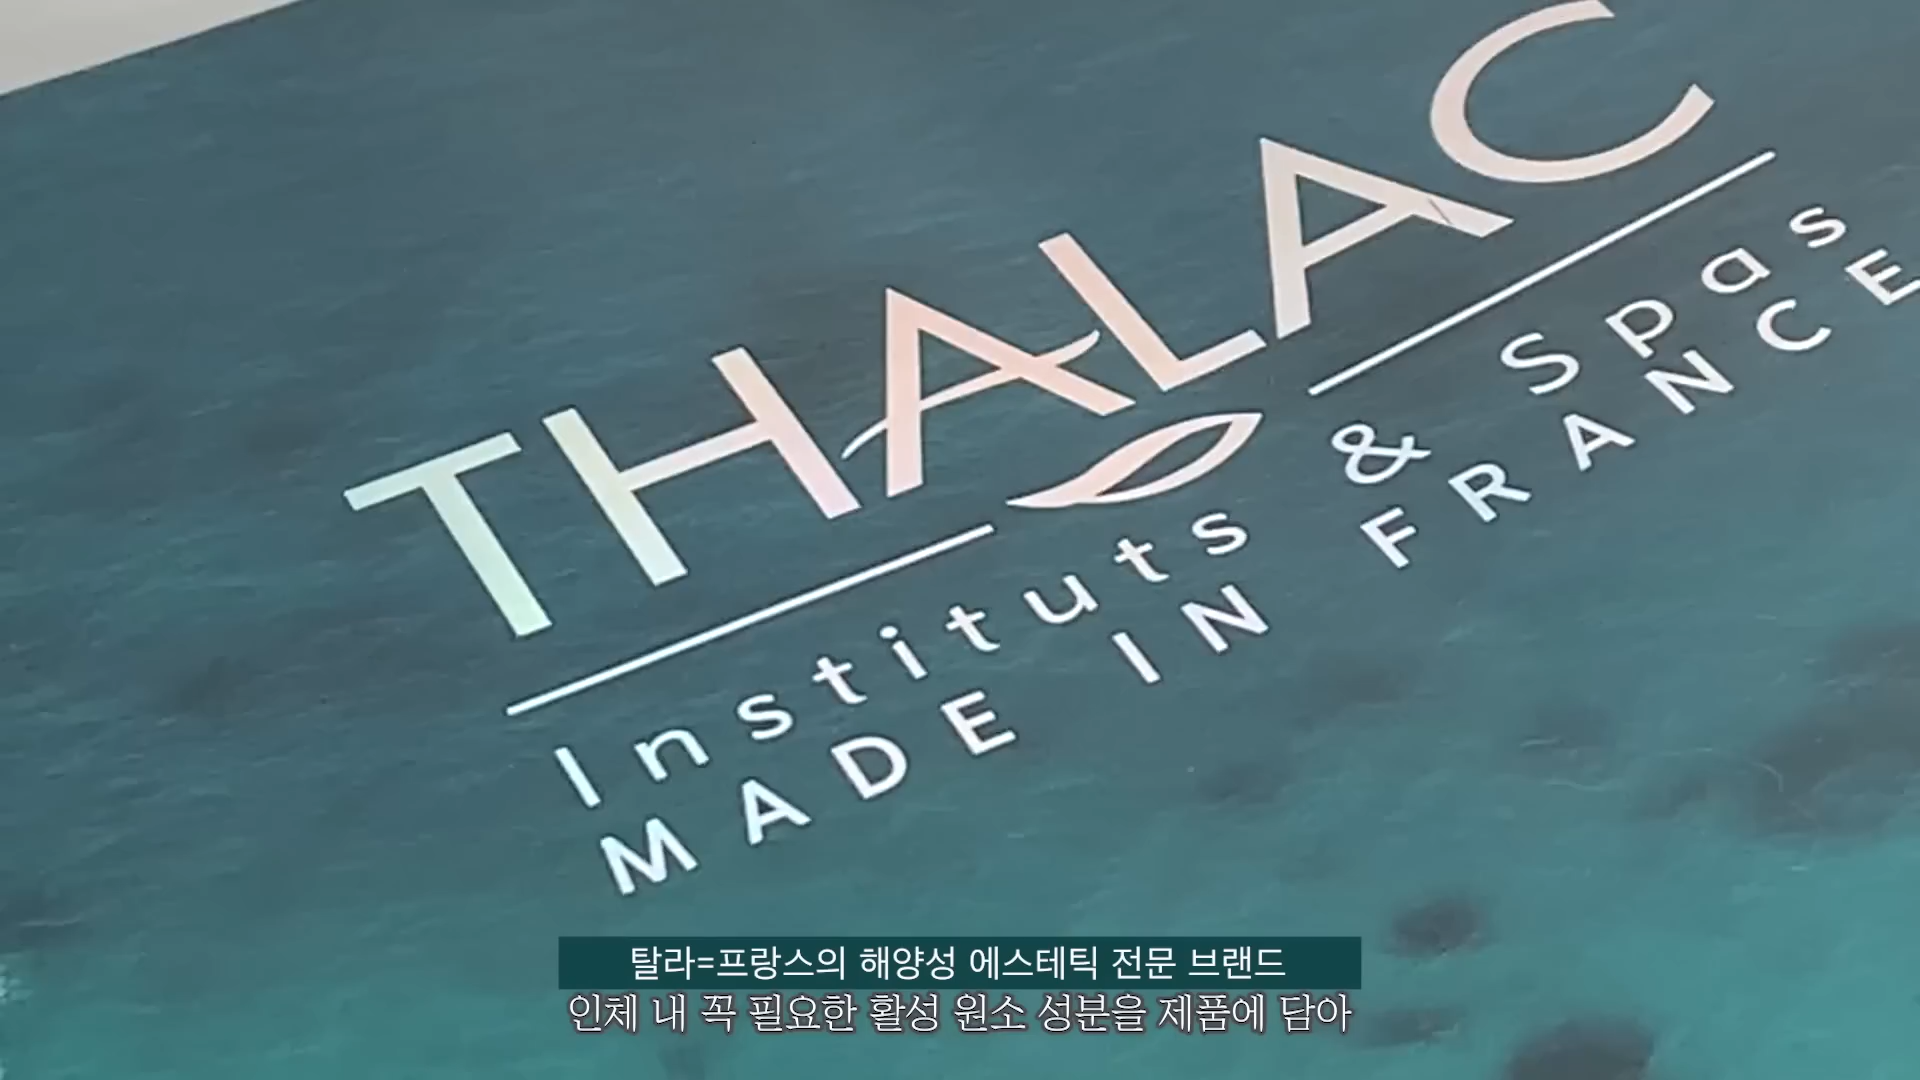 THALAC
Instituts & Spas
MADE IN FRANCE
탈라=프랑스의 해양성 에스테틱 전문 브랜드
인체 내 꼭 필요한 활성 원소 성분을 제품에 담아